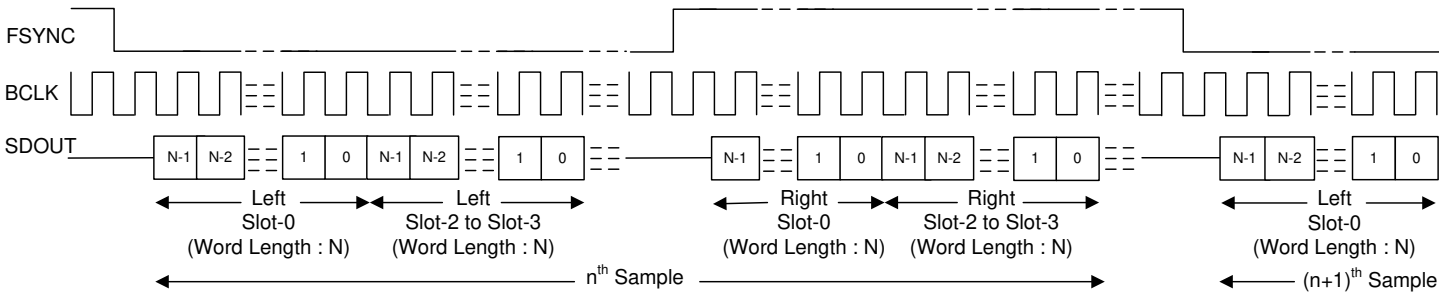 FSYNC
BCLK
SDOUT
N-1 N-2 1 0 N-1 N-2 1 0 N-1 1 0 N-1 N-2 1 0 N-1 N-2 1 0
Left Left Right Right Left
Slot-0 Slot-2 to Slot-3 Slot-0 Slot-2 to Slot-3 Slot-0
(Word Length : N) (Word Length : N) (Word Length : N) (Word Length : N) (Word Length : N)
nth Sample (n+1)th Sample